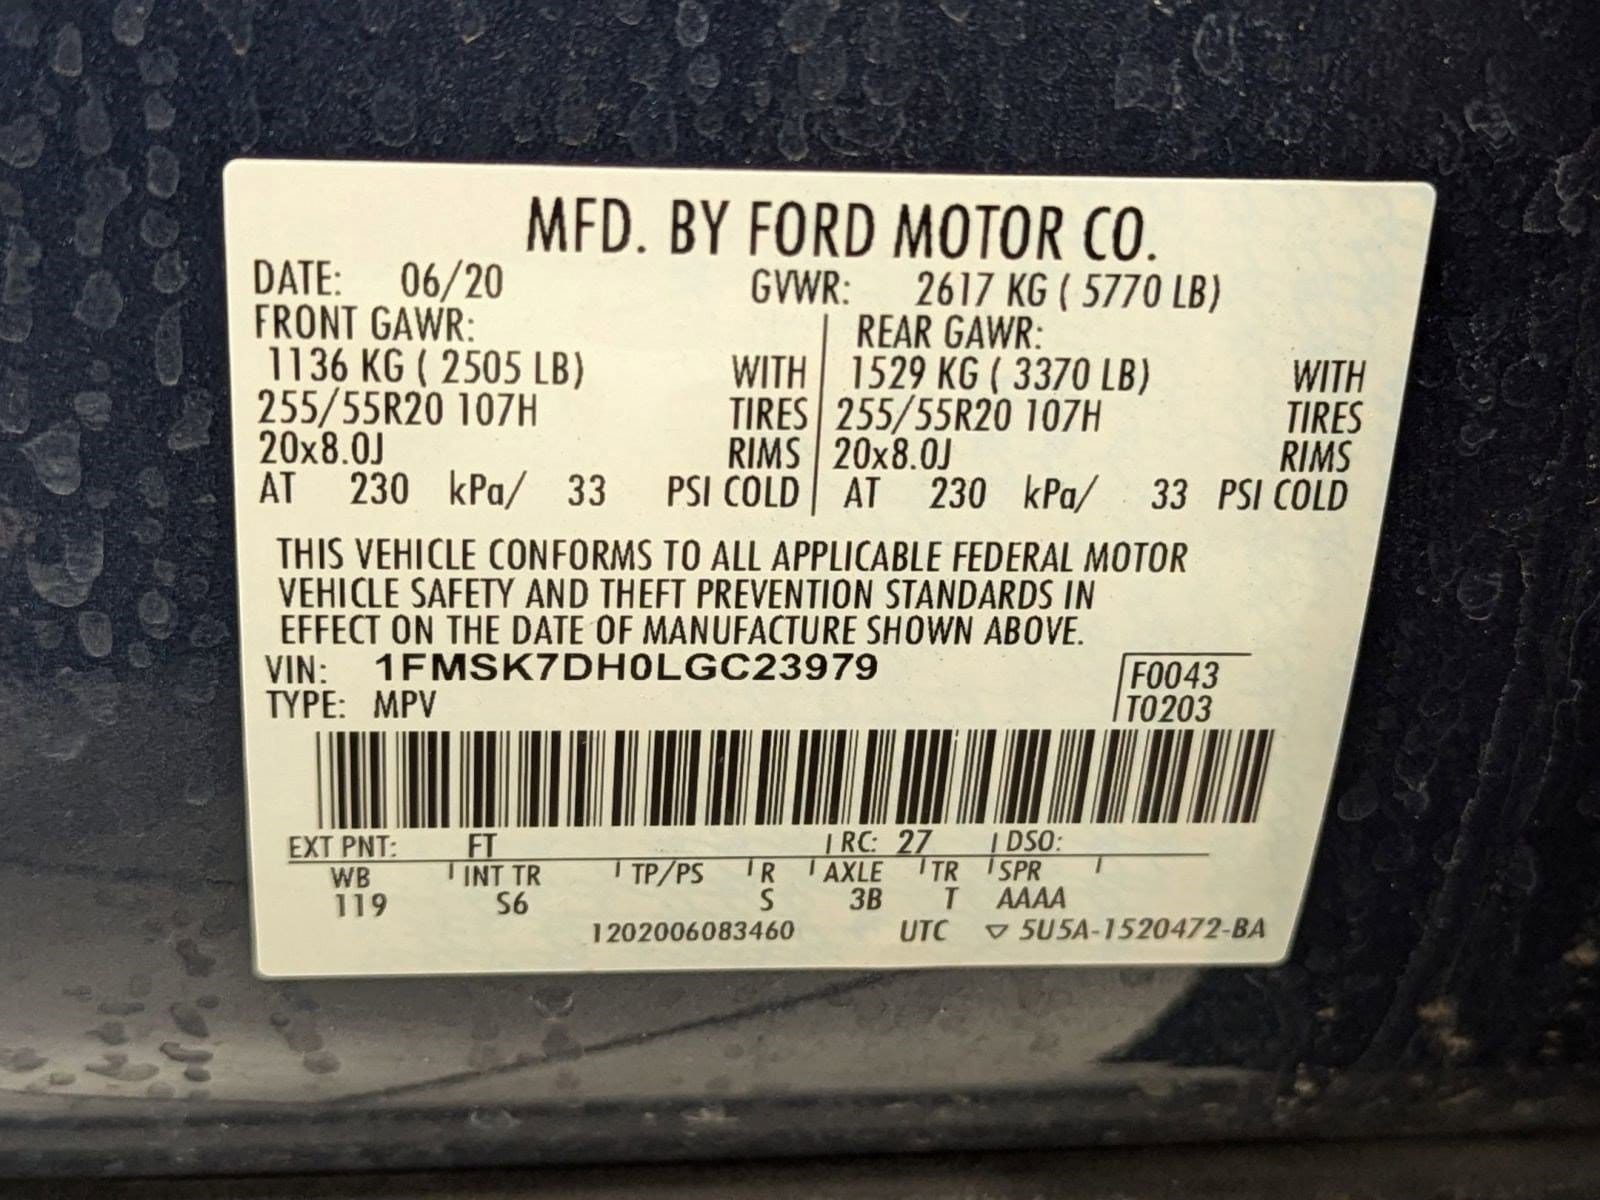 MFD. BY FORD MOTOR CO.
DATE: 06/20 GVWR: 2617 KG ( 5770 LB)
FRONT GAWR: REAR GAWR:
1136 KG ( 2505 LB) WITH 1529 KG ( 3370 LB) WITH
255/55R20 107H TIRES 255/55R20 107H TIRES
20x8.0J RIMS 20x8.0J RIMS
AT 230 kPa/ 33 PSI COLD AT 230 kPa/ 33 PSI COLD
THIS VEHICLE CONFORMS TO ALL APPLICABLE FEDERAL MOTOR
VEHICLE SAFETY AND THEFT PREVENTION STANDARDS IN
EFFECT ON THE DATE OF MANUFACTURE SHOWN ABOVE.
VIN: 1FMSK7DH0LGC23979 F0043
TYPE: MPV T0203
EXT PNT: FT RC: 27 DSO:
WB INT TR TP/PS R AXLE TR SPR
119 S6 S 3B T AAAA
1202006083460 UTC ▽ 5U5A-1520472-BA